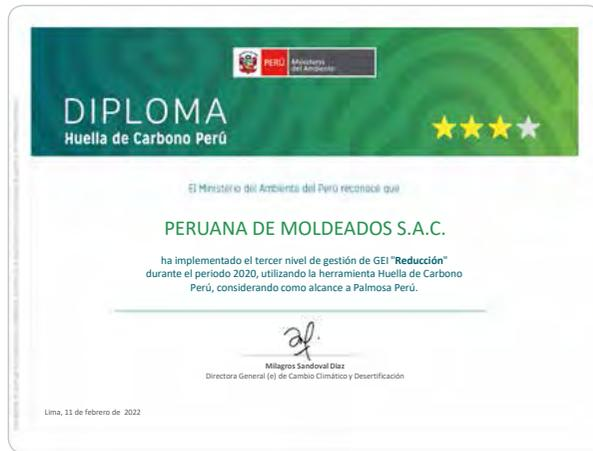 PERÚ
Ministerio
del Ambiente
DIPLOMA
Huella de Carbono Perú
El Ministerio del Ambiente del Perú reconoce que
PERUANA DE MOLDEADOS S.A.C.
ha implementado el tercer nivel de gestión de GEI "Reducción"
durante el periodo 2020, utilizando la herramienta Huella de Carbono
Perú, considerando como alcance a Palmosa Perú.
Milagros Sandoval Díaz
Directora General (e) de Cambio Climático y Desertificación
Lima, 11 de febrero de 2022